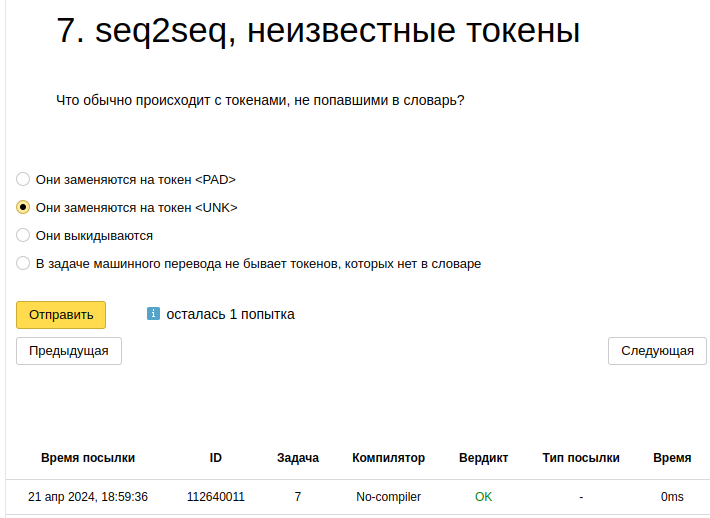 7. seq2seq, неизвестные токены
Что обычно происходит с токенами, не попавшими в словарь?
Они заменяются на токен <PAD>
Они заменяются на токен <UNK>
Они выкидываются
В задаче машинного перевода не бывает токенов, которых нет в словаре
Отправить осталась 1 попытка
Предыдущая Следующая
Время посылки ID Задача Компилятор Вердикт Тип посылки Время
21 апр 2024, 18:59:36 112640011 7 No-compiler OK - 0ms